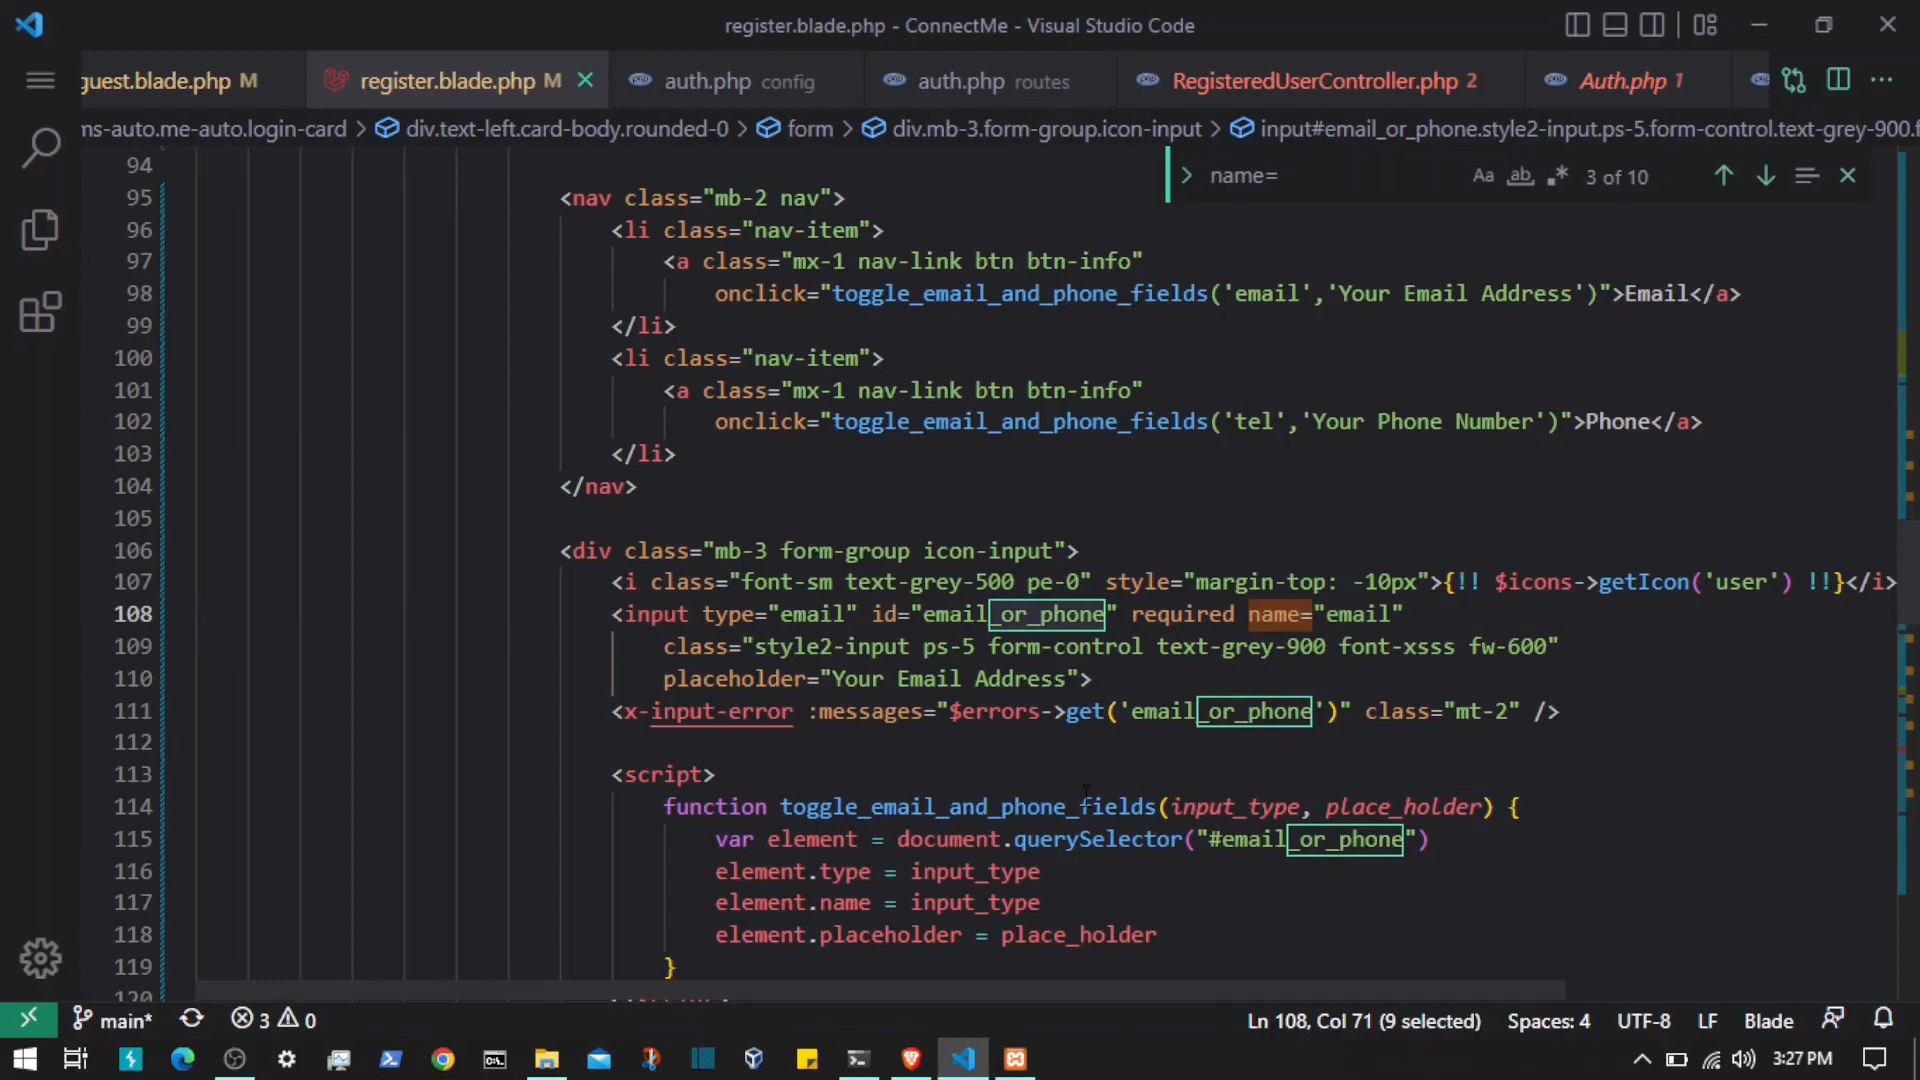 register.blade.php - ConnectMe - Visual Studio Code
guest.blade.php M register.blade.php M auth.php config auth.php routes RegisteredUserController.php 2 Auth.php 1
ms-auto.me-auto.login-card > div.text-left.card-body.rounded-0 > form > div.mb-3.form-group.icon-input > input#email_or_phone.style2-input.ps-5.form-control.text-grey-900.f
name= Aa ab 3 of 10
94
95 <nav class="mb-2 nav">
96 <li class="nav-item">
97 <a class="mx-1 nav-link btn btn-info"
98 onclick="toggle_email_and_phone_fields('email','Your Email Address')">Email</a>
99 </li>
100 <li class="nav-item">
101 <a class="mx-1 nav-link btn btn-info"
102 onclick="toggle_email_and_phone_fields('tel','Your Phone Number')">Phone</a>
103 </li>
104 </nav>
105
106 <div class="mb-3 form-group icon-input">
107 <i class="font-sm text-grey-500 pe-0" style="margin-top: -10px">{!! $icons->getIcon('user') !!}</i>
108 <input type="email" id="email_or_phone" required name="email"
109 class="style2-input ps-5 form-control text-grey-900 font-xsss fw-600"
110 placeholder="Your Email Address">
111 <x-input-error :messages="$errors->get('email_or_phone')" class="mt-2" />
112
113 <script>
114 function toggle_email_and_phone_fields(input_type, place_holder) {
115 var element = document.querySelector("#email_or_phone")
116 element.type = input_type
117 element.name = input_type
118 element.placeholder = place_holder
119 }
120
main* 3 0 Ln 108, Col 71 (9 selected) Spaces: 4 UTF-8 LF Blade
3:27 PM